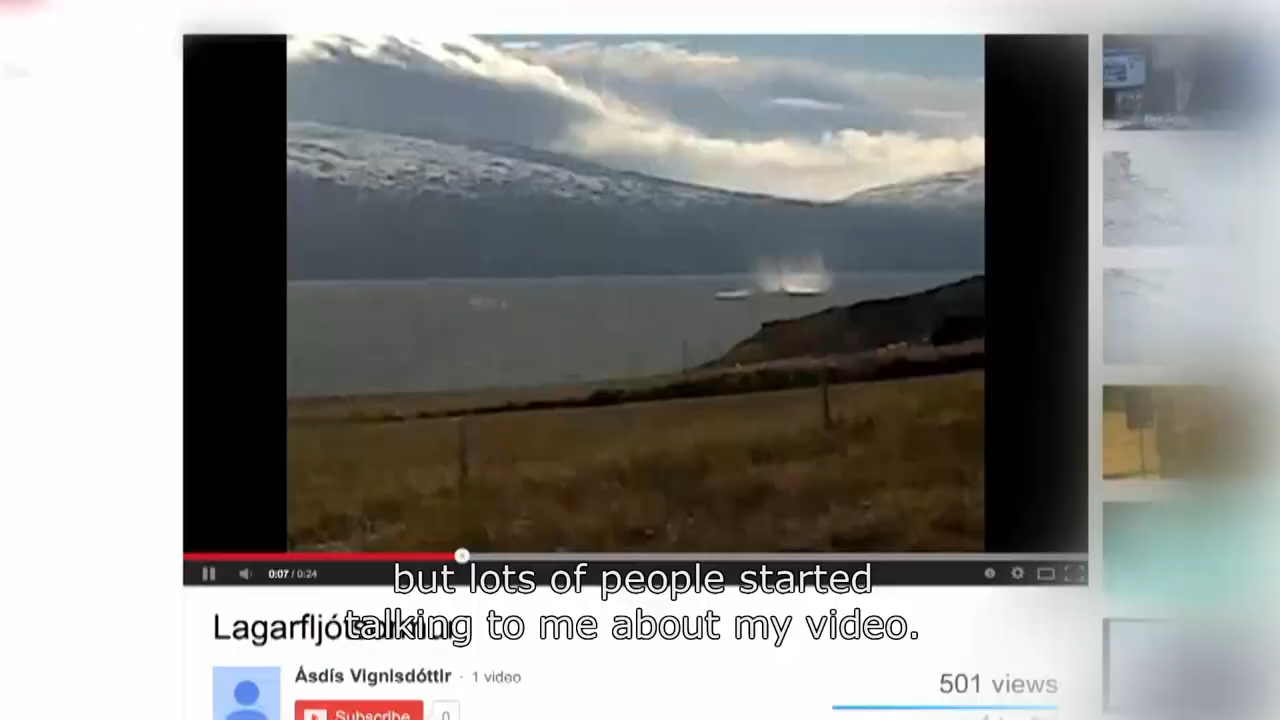 0:07 / 0:24
but lots of people started
talking to me about my video.
Ásdís Vignisdóttir · 1 video
501 views
Subscribe
0